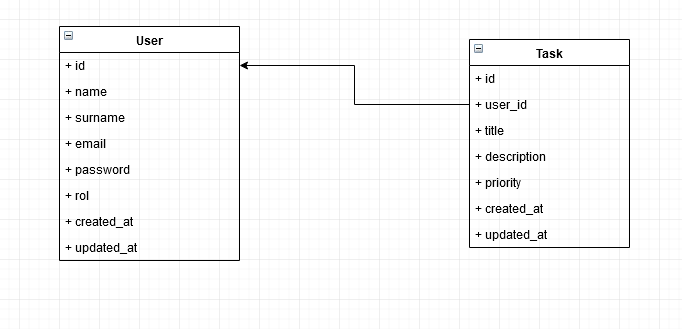 User
+ id
+ name
+ surname
+ email
+ password
+ rol
+ created_at
+ updated_at
Task
+ id
+ user_id
+ title
+ description
+ priority
+ created_at
+ updated_at